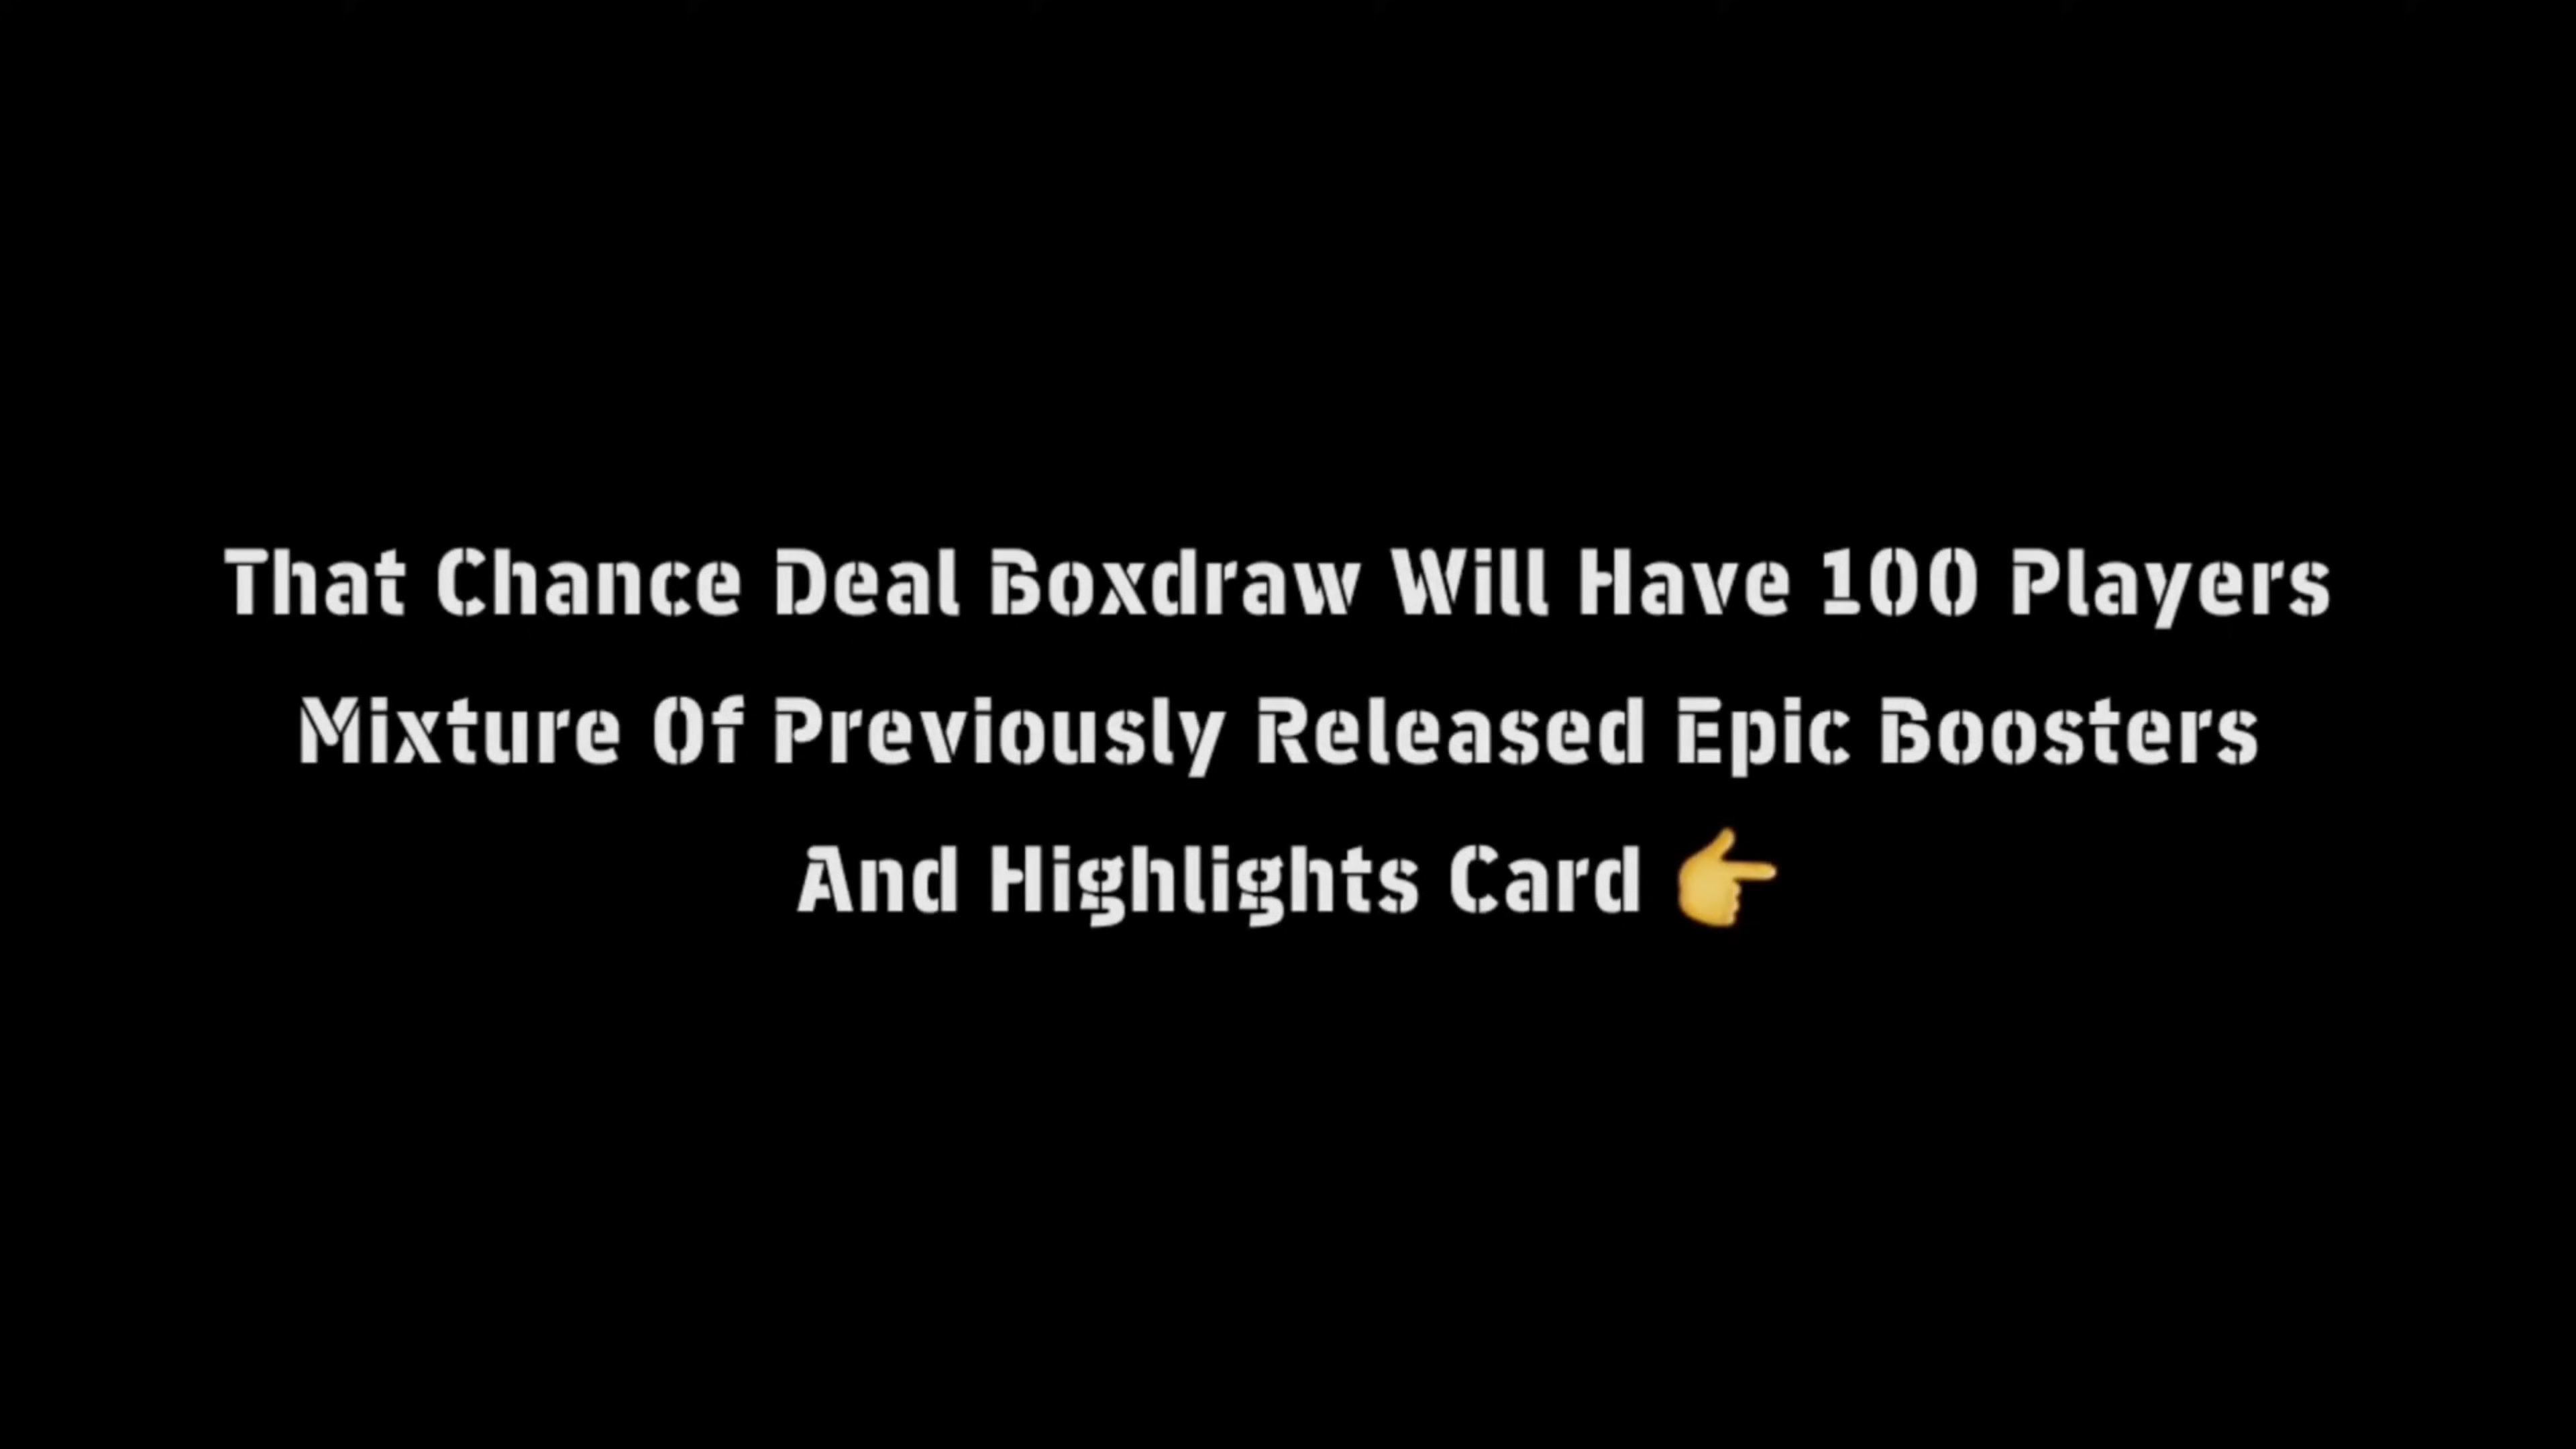 That Chance Deal Boxdraw Will Have 100 Players
Mixture Of Previously Released Epic Boosters
And Highlights Card 👉